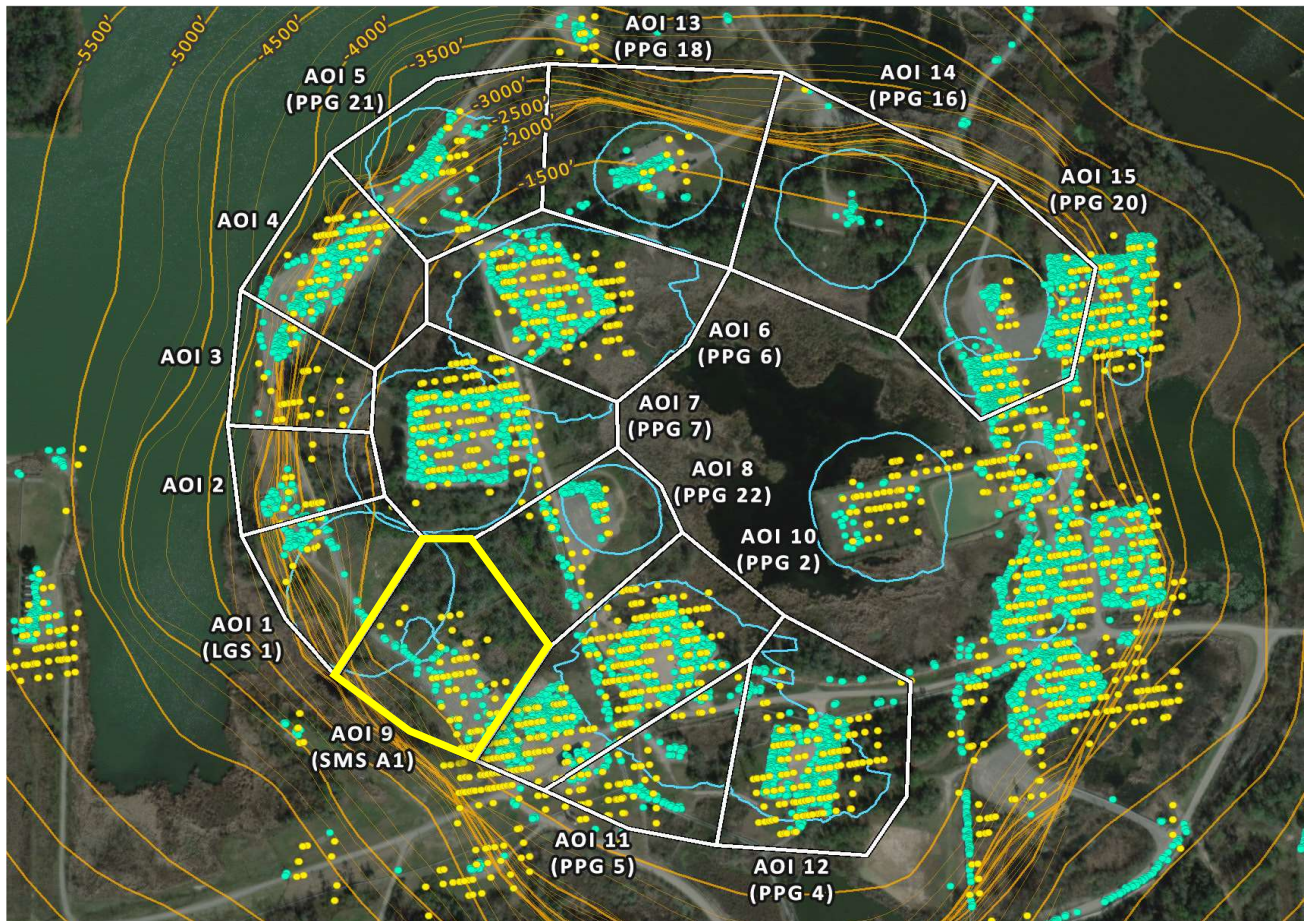 -5500'
-5000'
-4500'
-4000'
-3500'
-3000'
-2500'
-2000'
-1500'
AOI 13
(PPG 18)
AOI 5
(PPG 21)
AOI 14
(PPG 16)
AOI 15
(PPG 20)
AOI 4
AOI 3
AOI 6
(PPG 6)
AOI 7
(PPG 7)
AOI 2
AOI 8
(PPG 22)
AOI 10
(PPG 2)
AOI 1
(LGS 1)
AOI 9
(SMS A1)
AOI 11
(PPG 5)
AOI 12
(PPG 4)